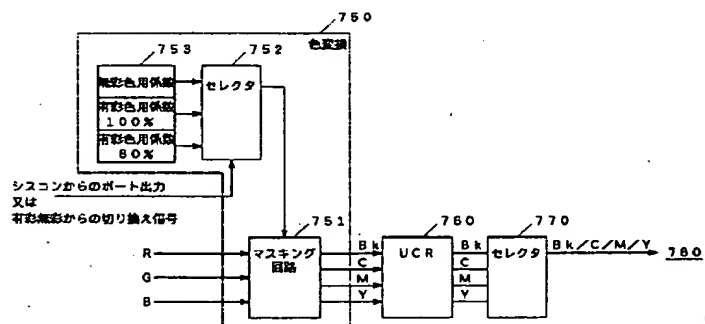 750
753
752
色変換
無彩色用係数
有彩色用係数
100%
有彩色用係数
80%
セレクタ
シスコンからのポート出力
又は
有彩無彩からの切り換え信号
751
760
770
R
G
B
マスキング
回路
Bk
C
M
Y
UCR
Bk
C
M
Y
セレクタ
Bk/C/M/Y
780